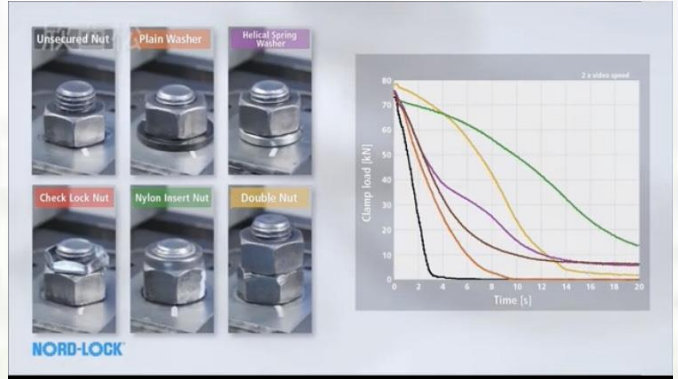 Unsecured Nut
Plain Washer
Helical Spring
Washer
Check Lock Nut
Nylon Insert Nut
Double Nut
NORD-LOCK
2 x video speed
Clamp load [kN]
80
70
60
50
40
30
20
10
0
0 2 4 6 8 10 12 14 16 18 20
Time [s]